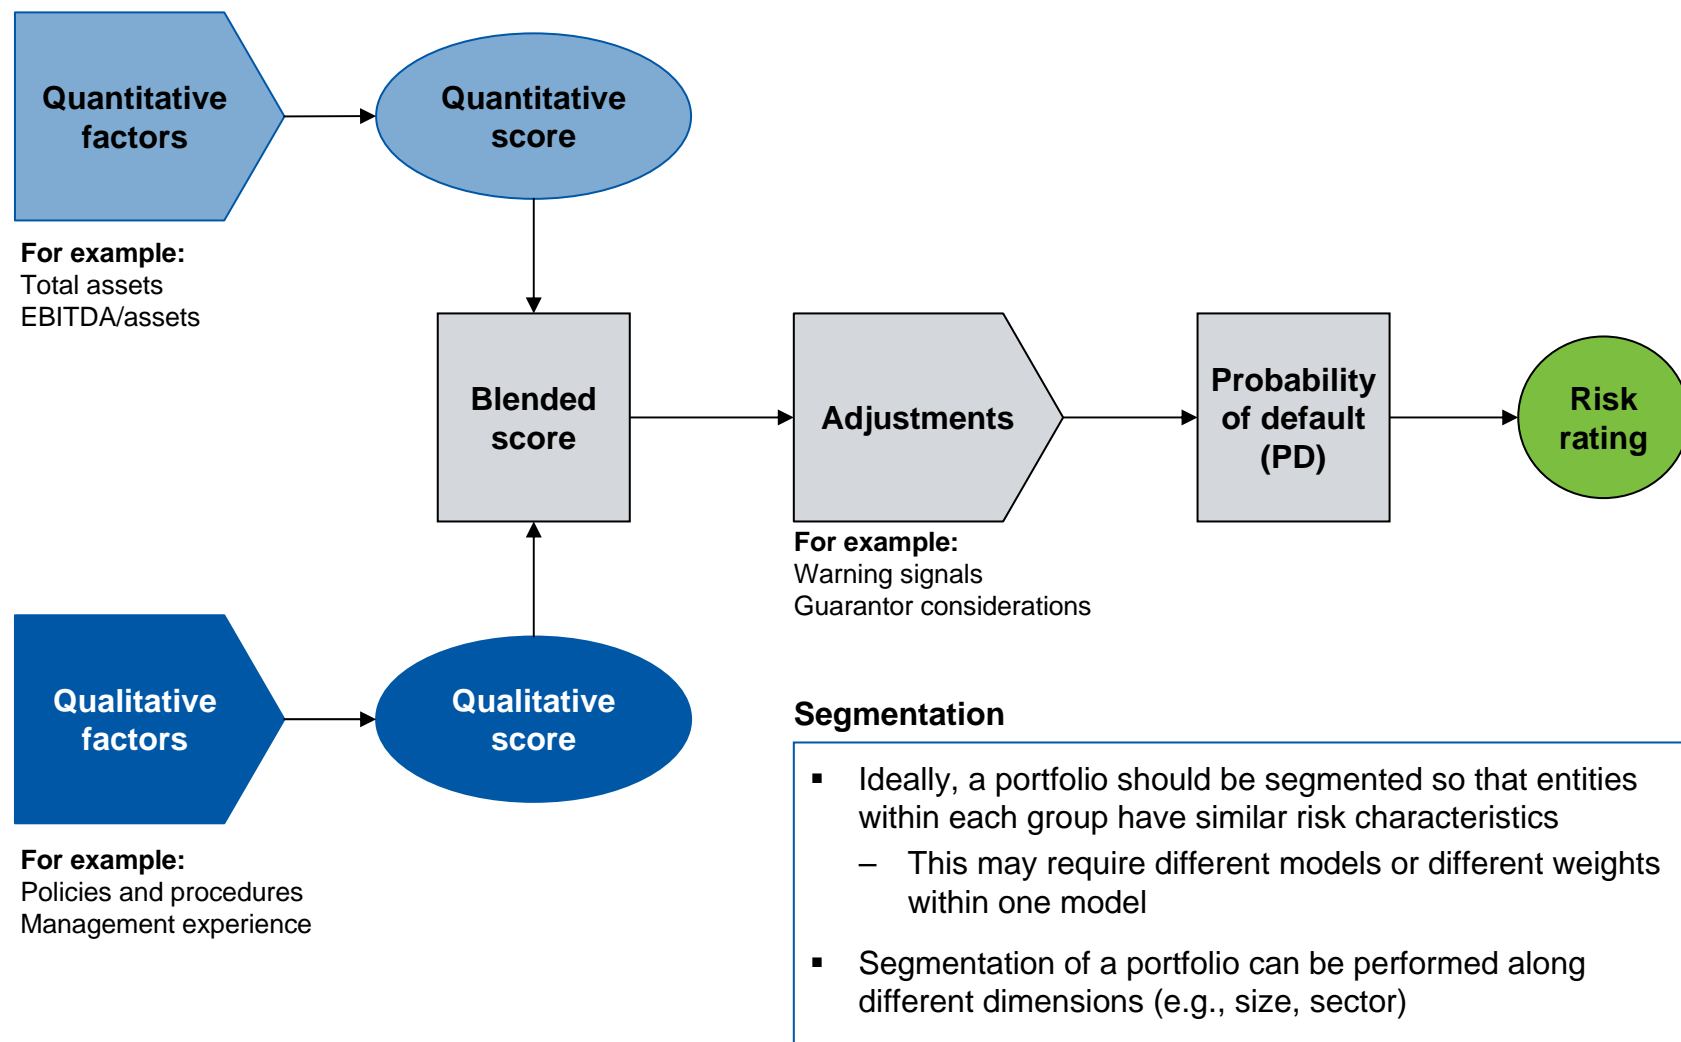 Quantitative
factors
Quantitative
score
For example:
Total assets
EBITDA/assets
Blended
score
Adjustments
Probability
of default
(PD)
Risk
rating
For example:
Warning signals
Guarantor considerations
Qualitative
factors
Qualitative
score
For example:
Policies and procedures
Management experience
Segmentation
▪ Ideally, a portfolio should be segmented so that entities
within each group have similar risk characteristics
– This may require different models or different weights
within one model
▪ Segmentation of a portfolio can be performed along
different dimensions (e.g., size, sector)